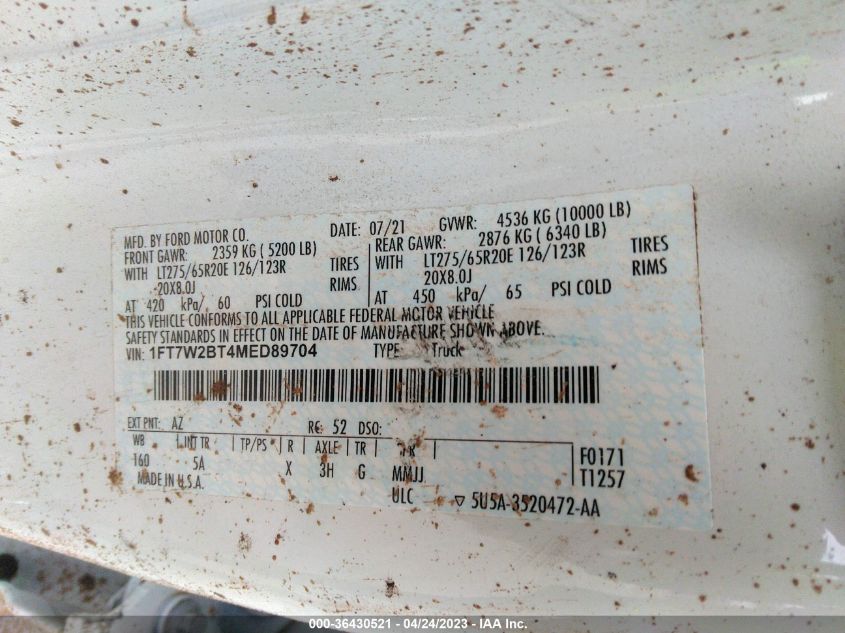 MFD. BY FORD MOTOR CO. DATE: 07/21 GVWR: 4536 KG (10000 LB)
FRONT GAWR: 2359 KG (5200 LB) REAR GAWR: 2876 KG (6340 LB)
WITH LT275/65R20E 126/123R TIRES WITH LT275/65R20E 126/123R TIRES
20X8.0J RIMS 20X8.0J RIMS
AT 420 kPa/ 60 PSI COLD AT 450 kPa/ 65 PSI COLD
THIS VEHICLE CONFORMS TO ALL APPLICABLE FEDERAL MOTOR VEHICLE
SAFETY STANDARDS IN EFFECT ON THE DATE OF MANUFACTURE SHOWN ABOVE.
VIN: 1FT7W2BT4MED89704 TYPE: Truck
EXT PNT: AZ RC: 52 DSO:
WB INT TR TP/PS R AXLE TR
160 5A X 3H G MMJJ
F0171
T1257
MADE IN U.S.A. ULC 5U5A-3520472-AA
000-36430521 - 04/24/2023 - IAA Inc.